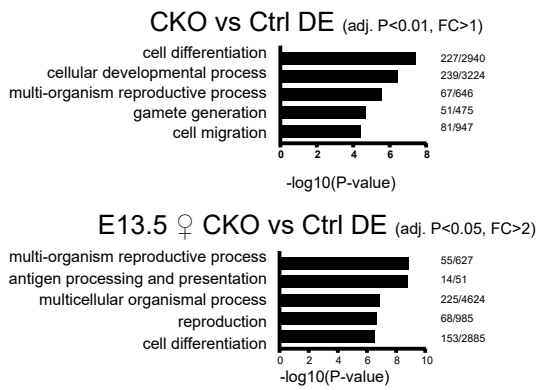 CKO vs Ctrl DE (adj. P<0.01, FC>1)
cell differentiation 227/2940
cellular developmental process 239/3224
multi-organism reproductive process 67/646
gamete generation 51/475
cell migration 81/947
0 2 4 6 8
-log10(P-value)
E13.5 ♀ CKO vs Ctrl DE (adj. P<0.05, FC>2)
multi-organism reproductive process 55/627
antigen processing and presentation 14/51
multicellular organismal process 225/4624
reproduction 68/985
cell differentiation 153/2885
0 2 4 6 8 10
-log10(P-value)